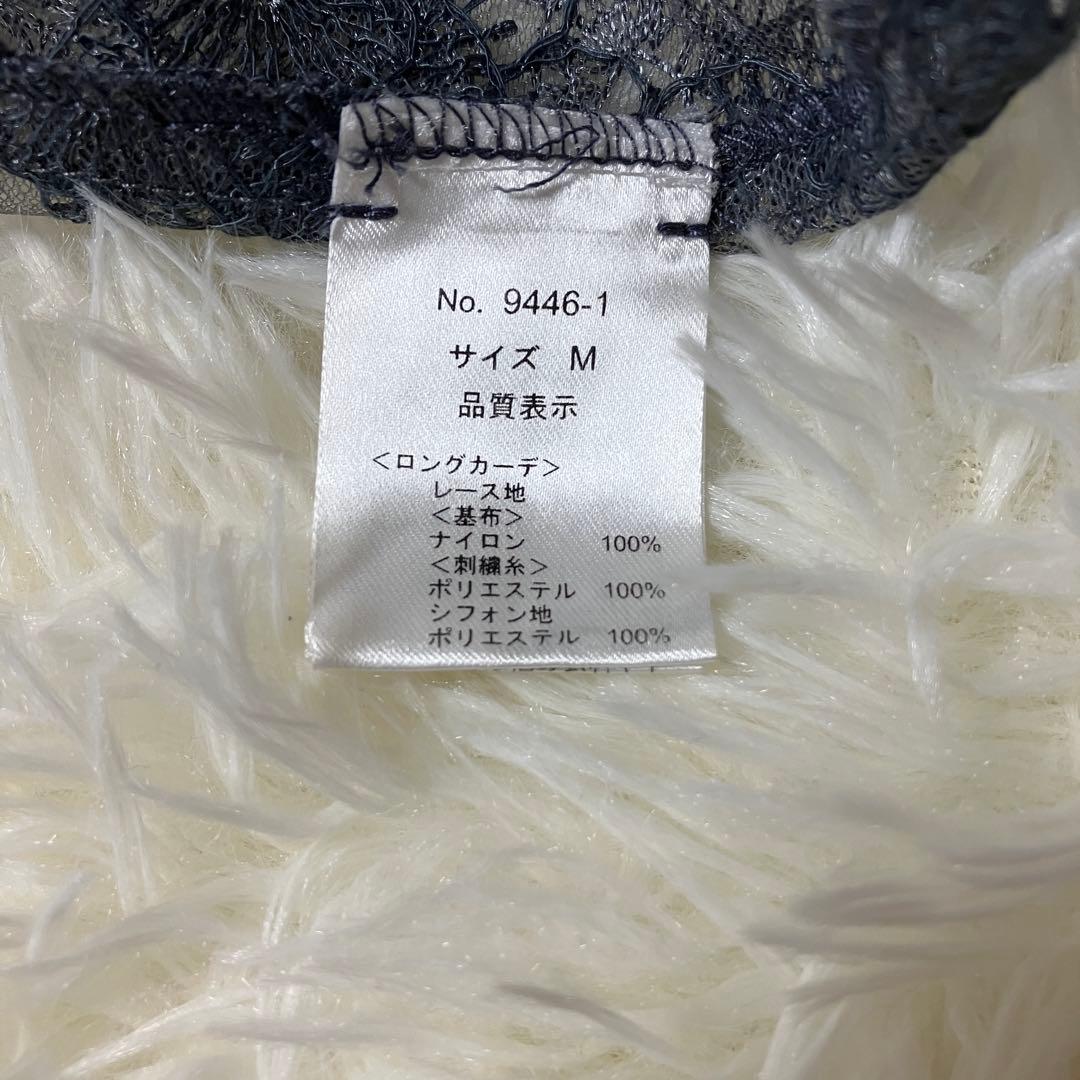 No. 9446-1
サイズ M
品質表示
<ロングカーデ>
レース地
<基布>
ナイロン 100%
<刺繍糸>
ポリエステル 100%
シフォン地
ポリエステル 100%